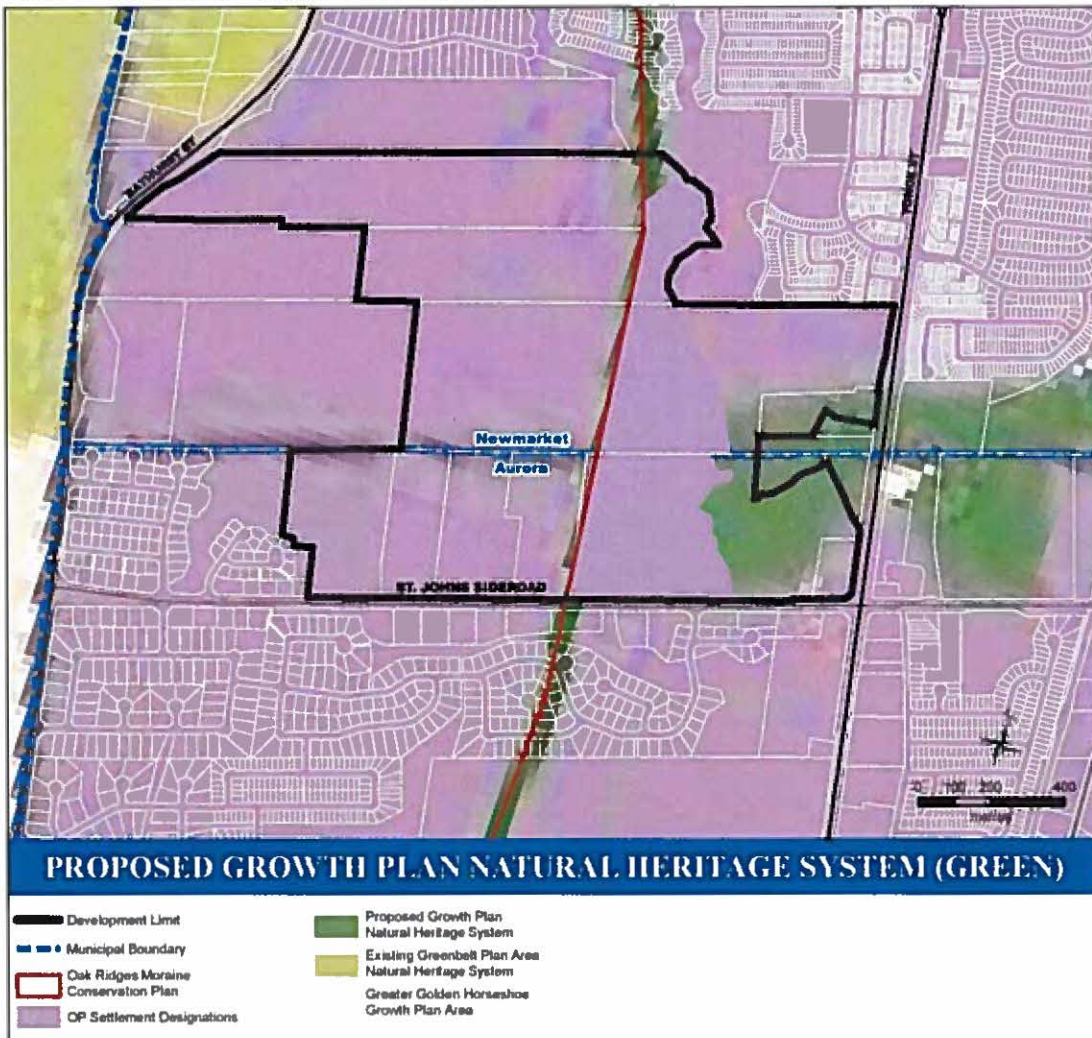 BATHURST ST
YONGE ST
Newmarket
Aurora
ST. JOHNS SIDEROAD
0 100 200 400
metres
PROPOSED GROWTH PLAN NATURAL HERITAGE SYSTEM (GREEN)
Development Limit
Municipal Boundary
Oak Ridges Moraine
Conservation Plan
OP Settlement Designations
Proposed Growth Plan
Natural Heritage System
Existing Greenbelt Plan Area
Natural Heritage System
Greater Golden Horseshoe
Growth Plan Area